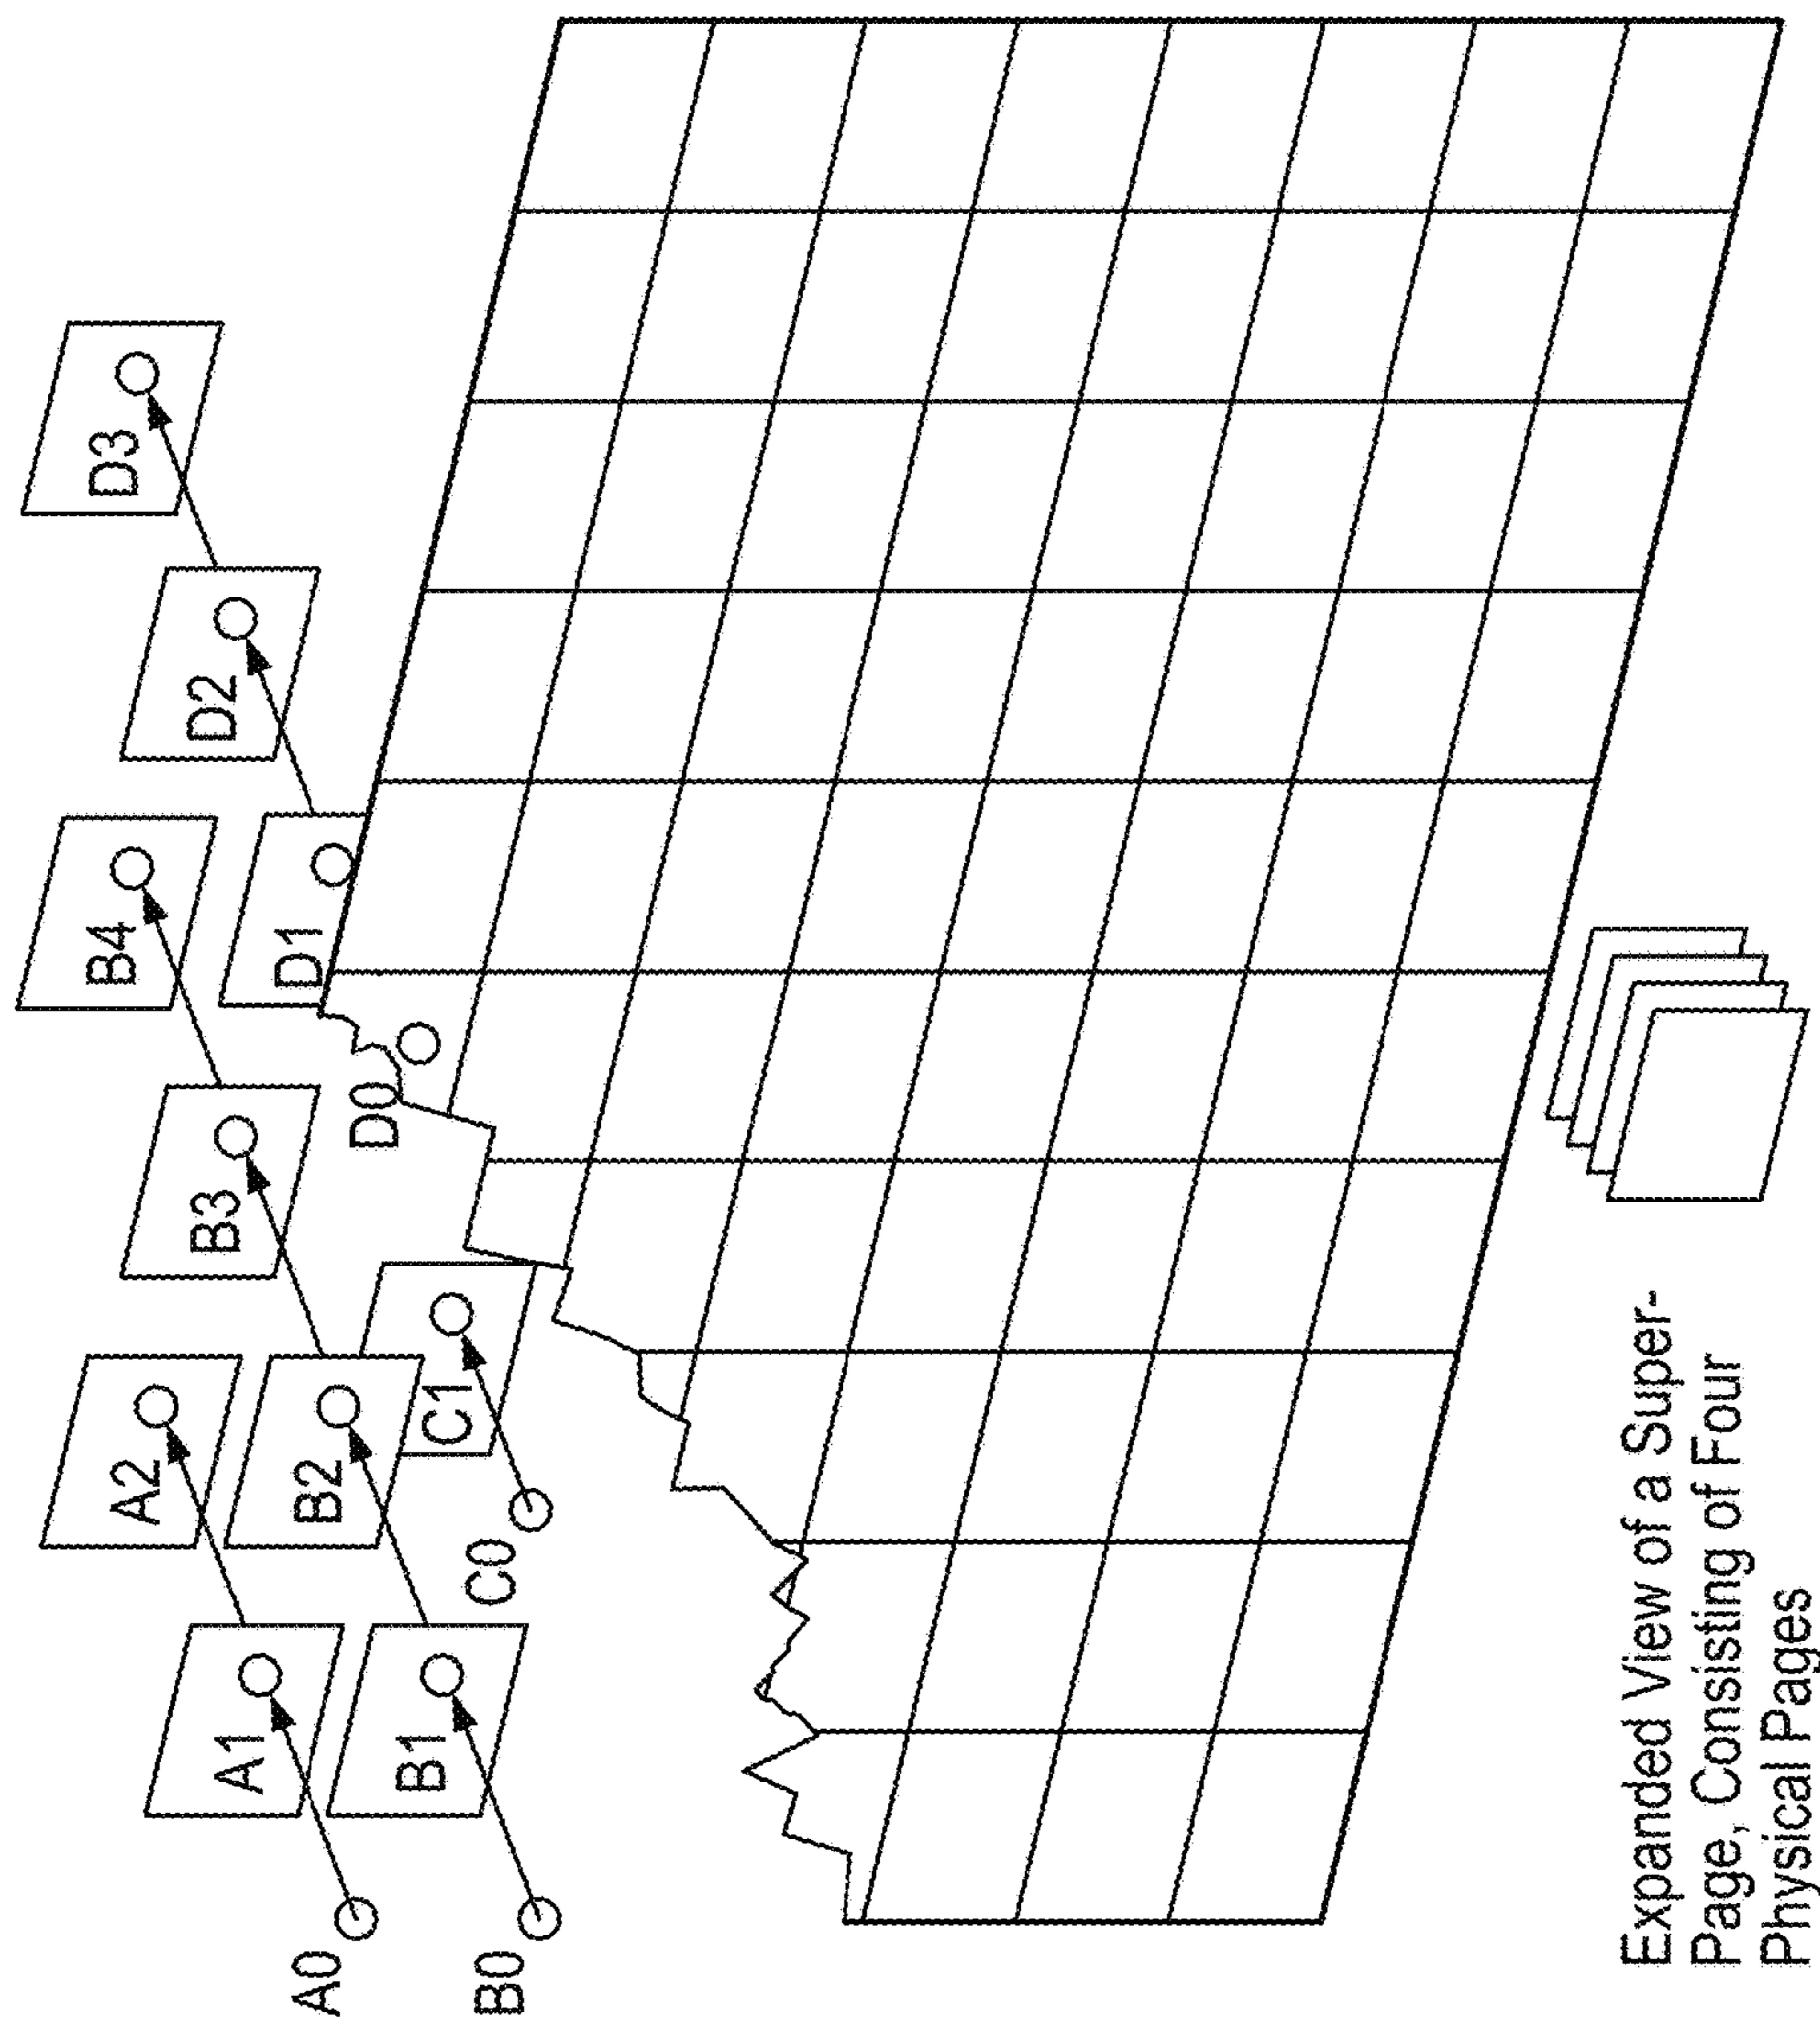 A2
B4
D3
A1
B3
D2
A0
B2
D1
D0
B1
C1
B0
C0
Expanded View of a Super-
Page, Consisting of Four
Physical Pages